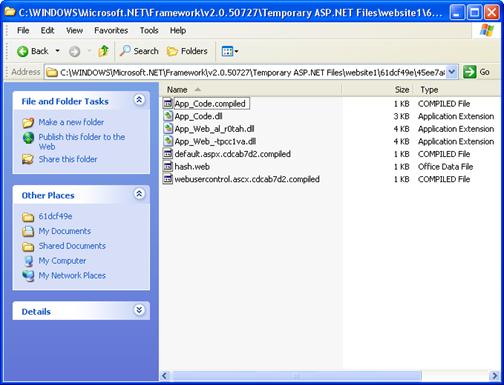 C:\WINDOWS\Microsoft.NET\Framework\v2.0.50727\Temporary ASP.NET Files\website1\6...
File Edit View Favorites Tools Help
Back Search Folders
Address C:\WINDOWS\Microsoft.NET\Framework\v2.0.50727\Temporary ASP.NET Files\website1\61dcf49e\45ee7a8 Go
File and Folder Tasks
Make a new folder
Publish this folder to the
Web
Share this folder
Other Places
61dcf49e
My Documents
Shared Documents
My Computer
My Network Places
Details
Name Size Type
App_Code.compiled 1 KB COMPILED File
App_Code.dll 3 KB Application Extension
App_Web_al_r0tah.dll 4 KB Application Extension
App_Web_-tpcc1va.dll 4 KB Application Extension
default.aspx.cdcab7d2.compiled 1 KB COMPILED File
hash.web 1 KB Office Data File
webusercontrol.ascx.cdcab7d2.compiled 1 KB COMPILED File